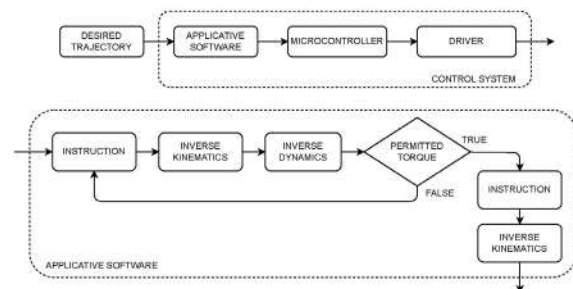 DESIRED
TRAJECTORY
APPLICATIVE
SOFTWARE
MICROCONTROLLER
DRIVER
CONTROL SYSTEM
INSTRUCTION
INVERSE
KINEMATICS
INVERSE
DYNAMICS
PERMITTED
TORQUE
TRUE
FALSE
INSTRUCTION
INVERSE
KINEMATICS
APPLICATIVE SOFTWARE